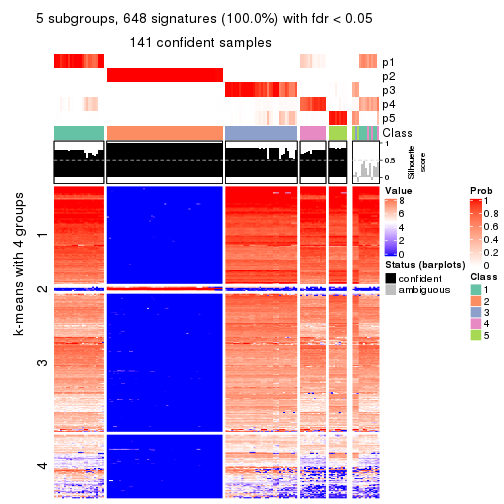 5 subgroups, 648 signatures (100.0%) with fdr < 0.05
141 confident samples
p1
p2
p3
p4
p5
Class
1
0.5
0
Silhouette
score
k-means with 4 groups
1
2
3
4
Value
8
6
4
2
0
Status (barplots)
confident
ambiguous
Prob
1
0.8
0.6
0.4
0.2
0
Class
1
2
3
4
5